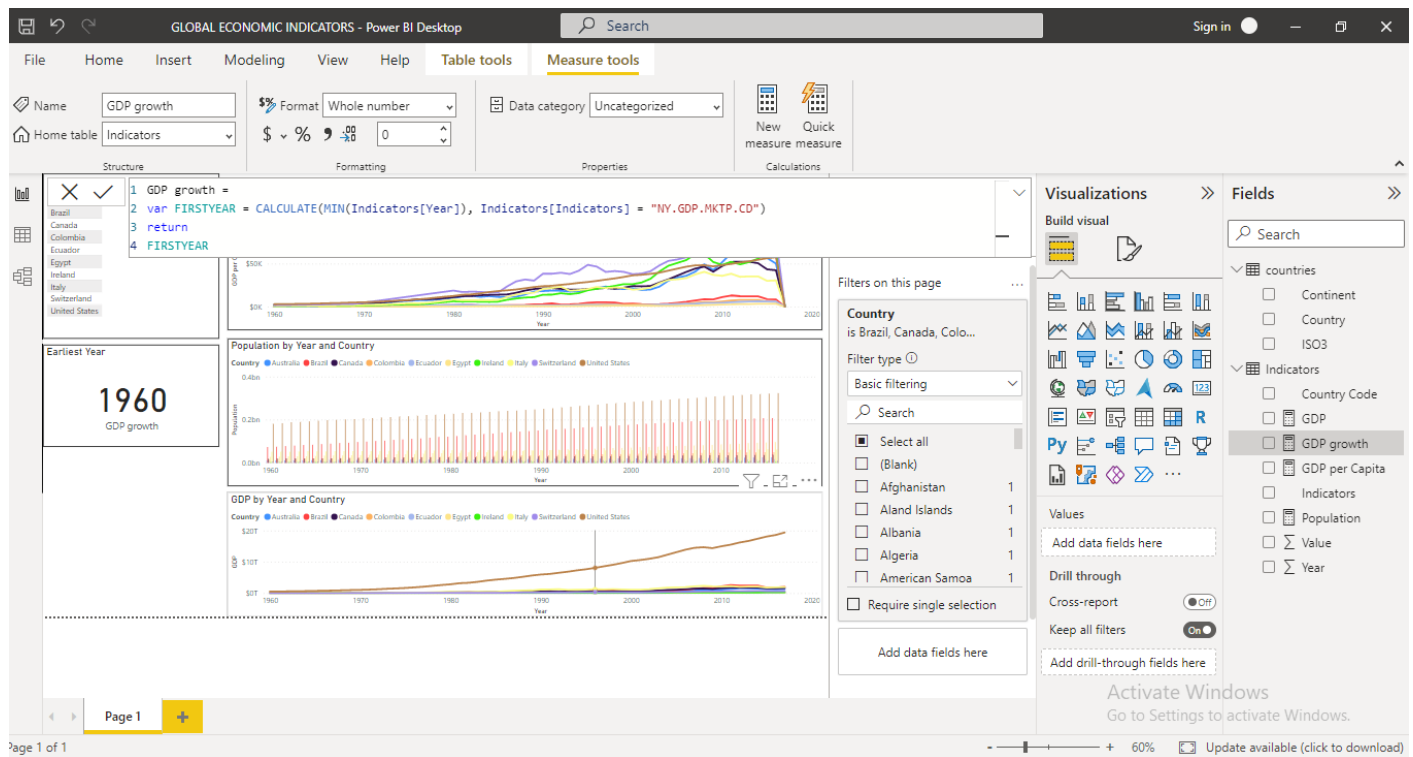 GLOBAL ECONOMIC INDICATORS - Power BI Desktop
Search
Sign in
File Home Insert Modeling View Help Table tools Measure tools
Name GDP growth
Home table Indicators
Structure
$% Format Whole number
$ % 9 .00 0
Formatting
Data category Uncategorized
Properties
New measure
Quick measure
Calculations
1 GDP growth =
2 var FIRSTYEAR = CALCULATE(MIN(Indicators[Year]), Indicators[Indicators] = "NY.GDP.MKTP.CD")
3 return
4 FIRSTYEAR
Brazil
Canada
Colombia
Ecuador
Egypt
Ireland
Italy
Switzerland
United States
GDP per C
$50K
$0K
1960 1970 1980 1990 2000 2010 2020
Year
Earliest Year
1960
GDP growth
Population by Year and Country
Country Australia Brazil Canada Colombia Ecuador Egypt Ireland Italy Switzerland United States
Population
0.4bn
0.2bn
0.0bn
1960 1970 1980 1990 2000 2010
Year
GDP by Year and Country
Country Australia Brazil Canada Colombia Ecuador Egypt Ireland Italy Switzerland United States
GDP
$20T
$10T
$0T
1960 1970 1980 1990 2000 2010 2020
Year
Filters on this page
...
Country
is Brazil, Canada, Colo...
Filter type
Basic filtering
Search
Select all
(Blank)
Afghanistan 1
Aland Islands 1
Albania 1
Algeria 1
American Samoa 1
Require single selection
Add data fields here
Visualizations
Build visual
123
R
Py
...
Values
Add data fields here
Drill through
Cross-report Off
Keep all filters On
Add drill-through fields here
Fields
Search
countries
Continent
Country
ISO3
Indicators
Country Code
GDP
GDP growth
GDP per Capita
Indicators
Population
∑ Value
∑ Year
Activate Windows
Go to Settings to activate Windows.
Page 1
+
Page 1 of 1
- + 60%
Update available (click to download)